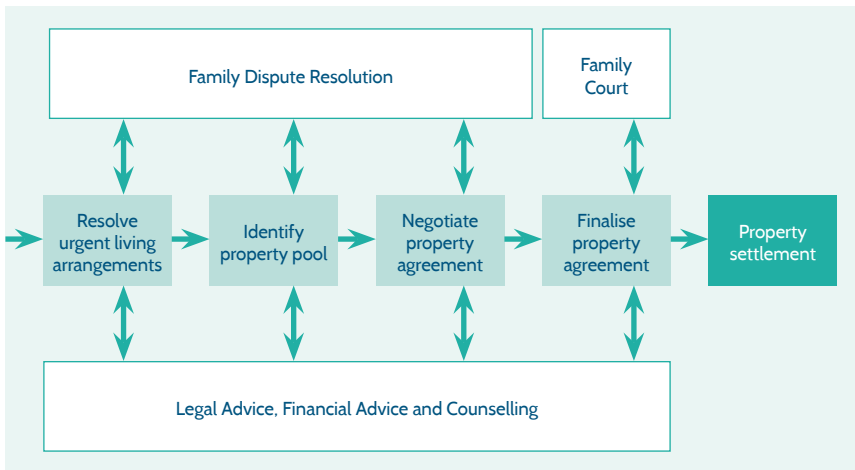 Family Dispute Resolution
Family
Court
Resolve
urgent living
arrangements
Identify
property pool
Negotiate
property
agreement
Finalise
property
agreement
Property
settlement
Legal Advice, Financial Advice and Counselling